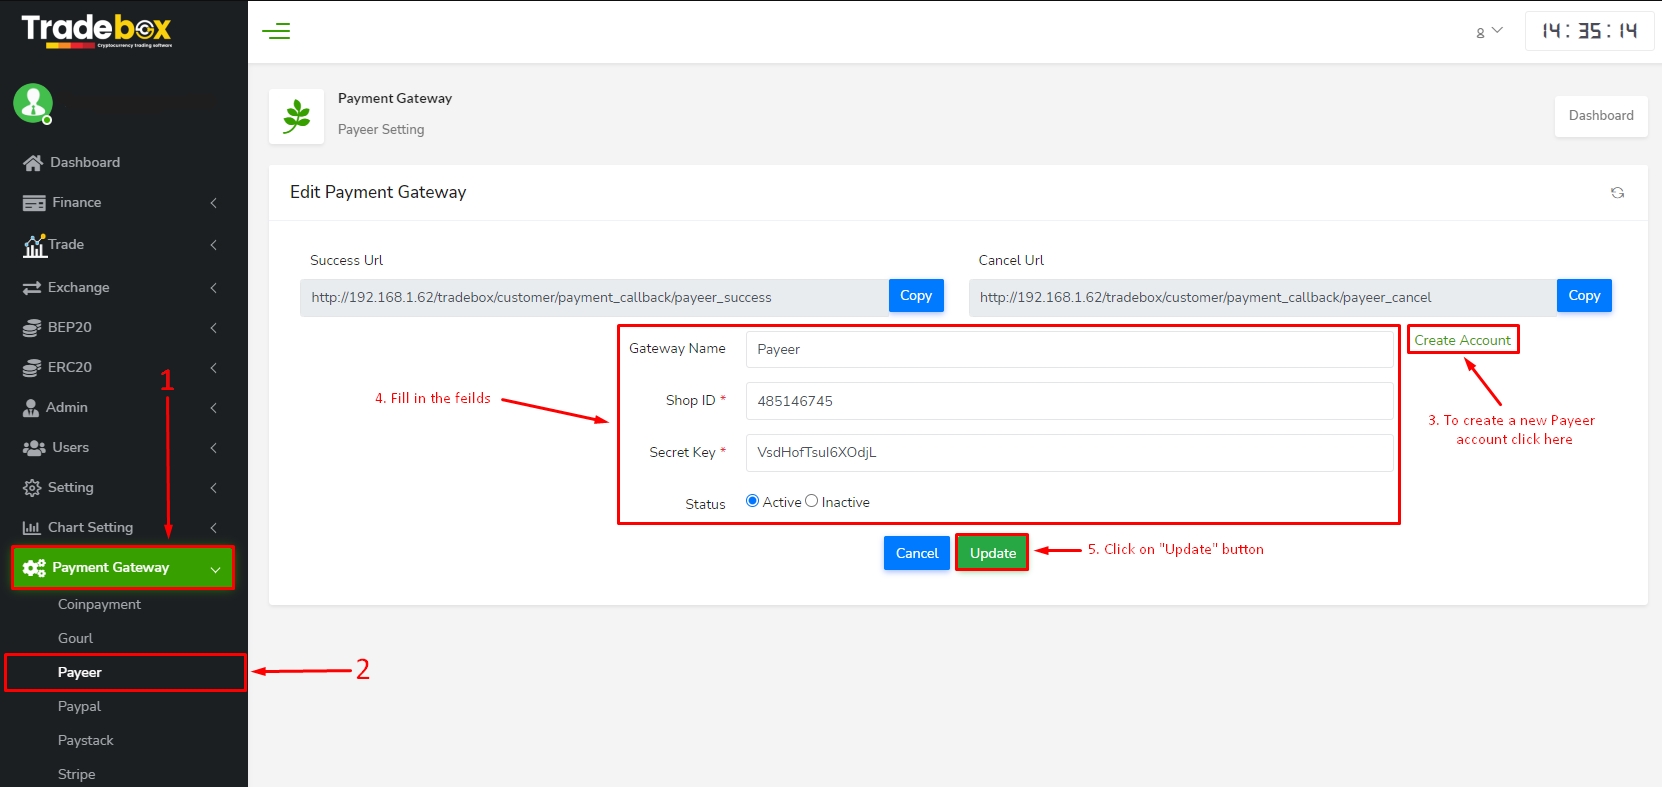 Tradebox
Cryptocurrency trading software
14:35:14
Payment Gateway
Payeer Setting
Dashboard
Dashboard
Finance
Trade
Exchange
BEP20
ERC20
1
Admin
Users
Setting
Chart Setting
Payment Gateway
Coinpayment
Gourl
Payeer
2
Paypal
Paystack
Stripe
Edit Payment Gateway
Success Url
http://192.168.1.62/tradebox/customer/payment_callback/payeer_success
Copy
Cancel Url
http://192.168.1.62/tradebox/customer/payment_callback/payeer_cancel
Copy
Gateway Name
Payeer
Create Account
4. Fill in the feilds
Shop ID *
485146745
3. To create a new Payeer
account click here
Secret Key *
VsdHofTsuI6XOdjL
Status
Active
Inactive
Cancel
Update
5. Click on "Update" button